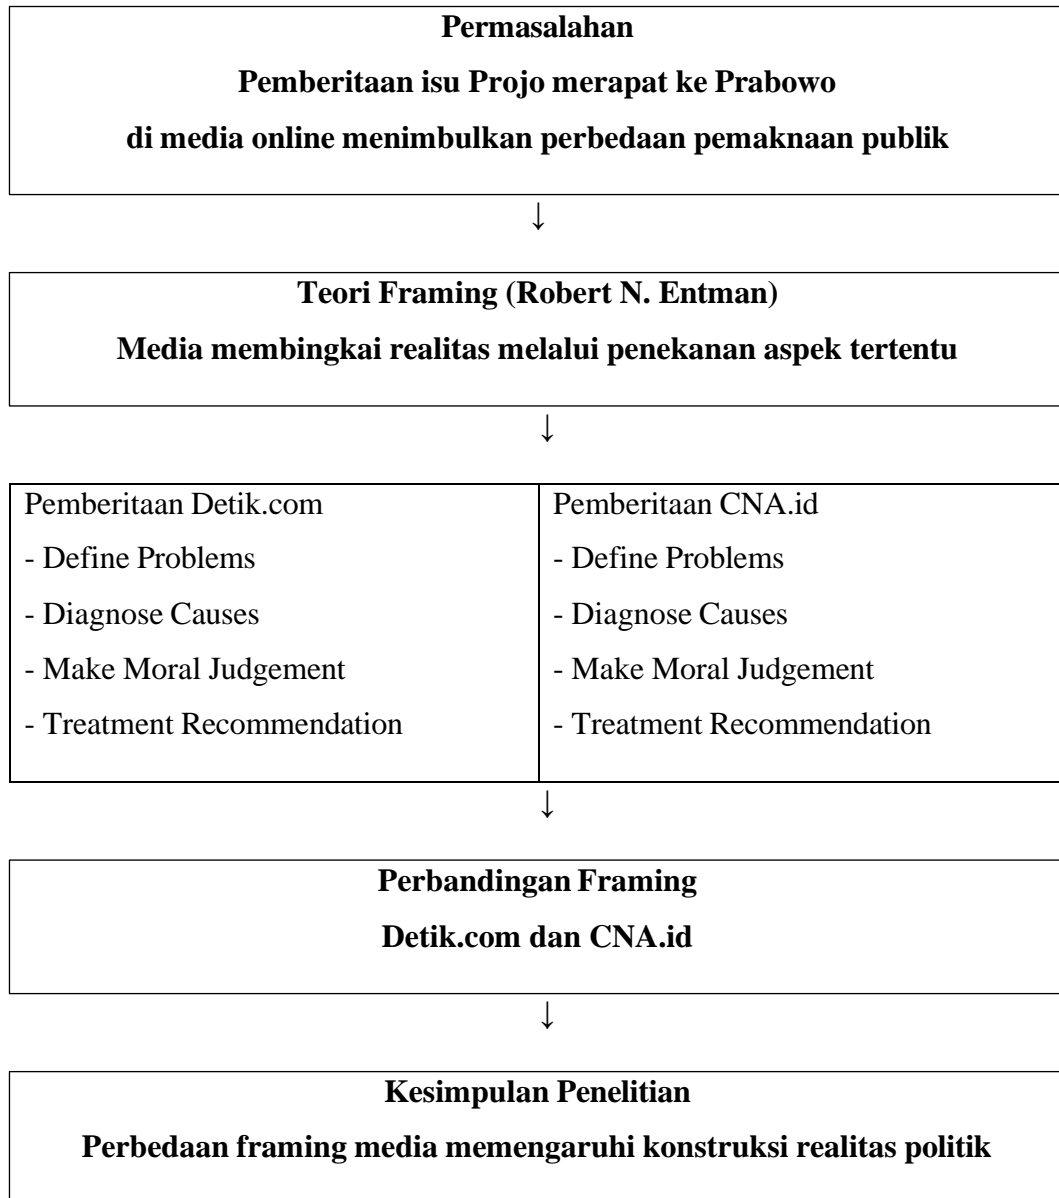 Permasalahan
Pemberitaan isu Projo merapat ke Prabowo
di media online menimbulkan perbedaan pemaknaan publik
↓
Teori Framing (Robert N. Entman)
Media membingkai realitas melalui penekanan aspek tertentu
↓
Pemberitaan Detik.com
- Define Problems
- Diagnose Causes
- Make Moral Judgement
- Treatment Recommendation
Pemberitaan CNA.id
- Define Problems
- Diagnose Causes
- Make Moral Judgement
- Treatment Recommendation
↓
Perbandingan Framing
Detik.com dan CNA.id
↓
Kesimpulan Penelitian
Perbedaan framing media memengaruhi konstruksi realitas politik